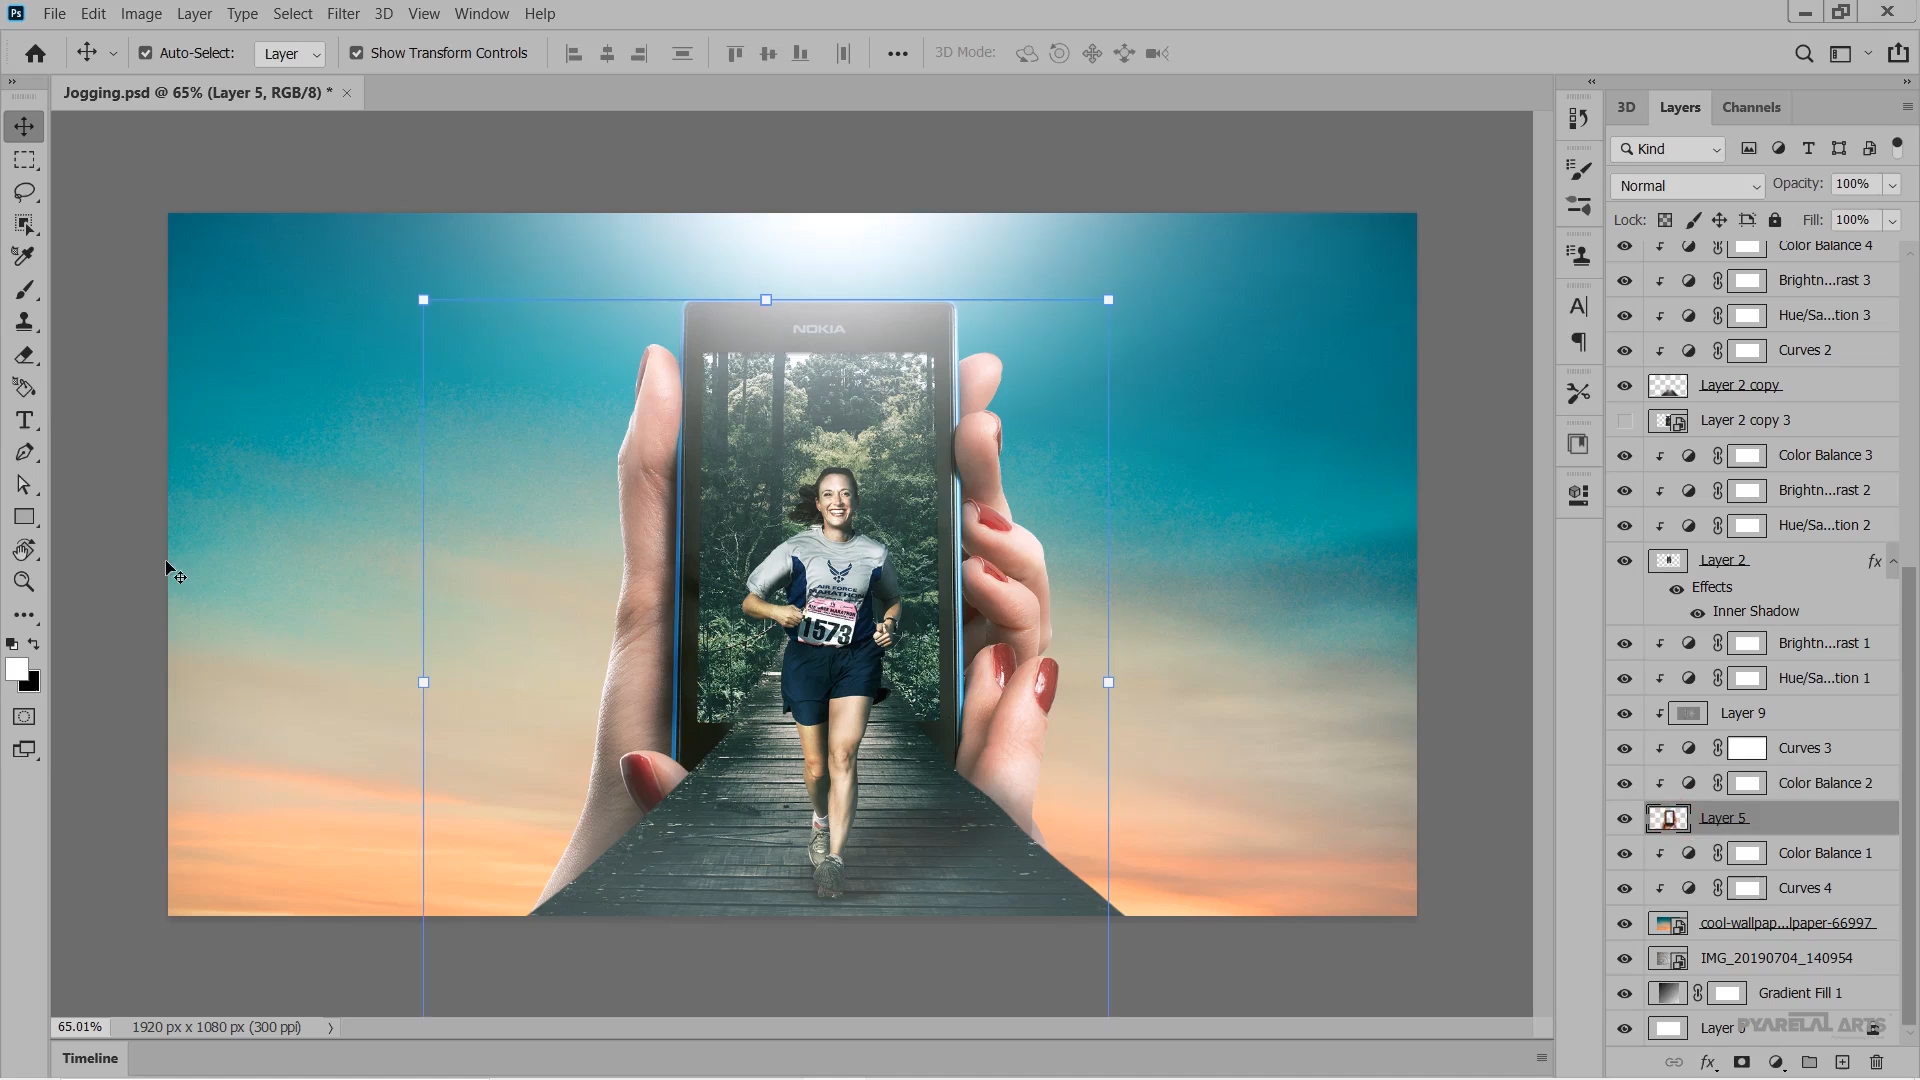 Ps File Edit Image Layer Type Select Filter 3D View Window Help
Auto-Select: Layer Show Transform Controls 3D Mode:
Jogging.psd @ 65% (Layer 5, RGB/8) * ×
3D Layers Channels
Kind
Normal Opacity: 100%
Lock: Fill: 100%
Color Balance 4
Brightn...rast 3
Hue/Sa...tion 3
Curves 2
Layer 2 copy
Layer 2 copy 3
Color Balance 3
Brightn...rast 2
Hue/Sa...tion 2
Layer 2 fx
Effects
Inner Shadow
Brightn...rast 1
Hue/Sa...tion 1
Layer 9
Curves 3
Color Balance 2
Layer 5
Color Balance 1
Curves 4
cool-wallpap...lpaper-66997
IMG_20190704_140954
Gradient Fill 1
Layer
PYARELAL ARTS
fx
NOKIA
AIR FORCE
MARATHON
AIR FORCE MARATHON
1573
65.01% 1920 px x 1080 px (300 ppi)
Timeline